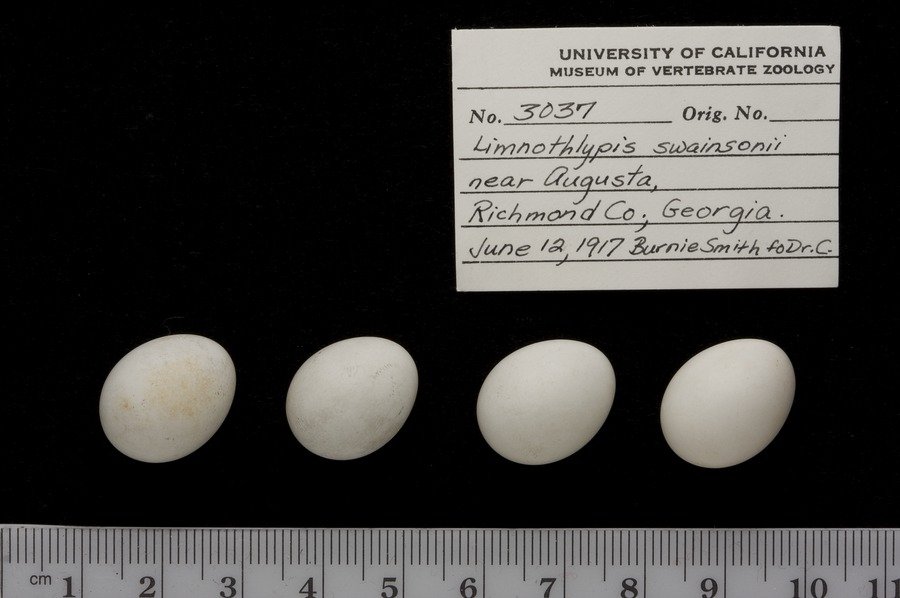 UNIVERSITY OF CALIFORNIA
MUSEUM OF VERTEBRATE ZOOLOGY
No. 3037 Orig. No.
Limnothlypis swainsonii
near Augusta,
Richmond Co., Georgia.
June 12, 1917 Burnie Smith to Dr. C.
cm 1 2 3 4 5 6 7 8 9 10 11